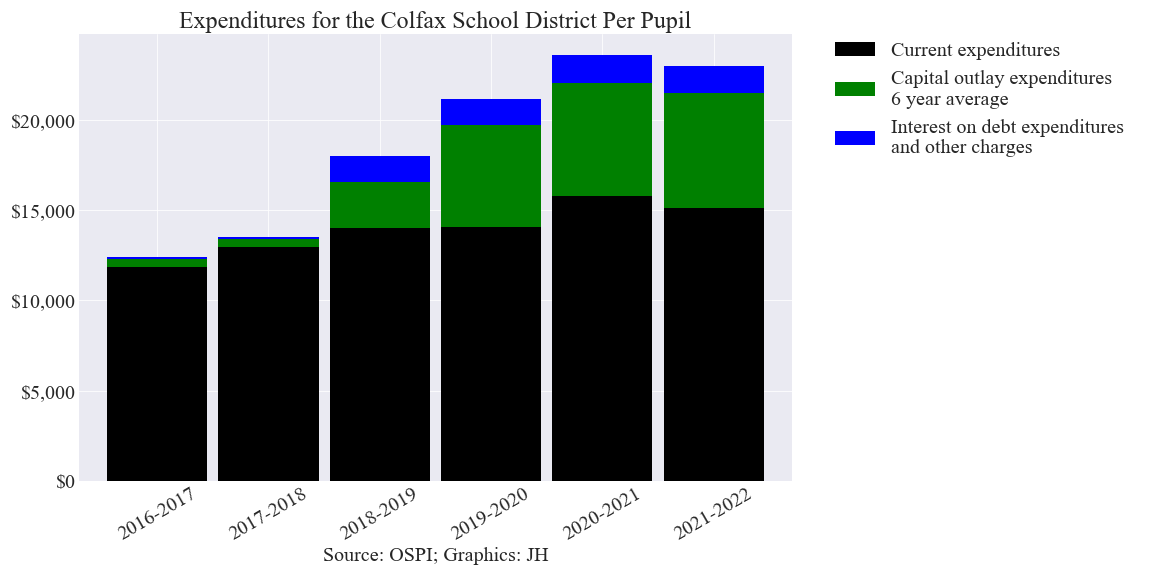 Expenditures for the Colfax School District Per Pupil
Current expenditures
Capital outlay expenditures
6 year average
Interest on debt expenditures
and other charges
$20,000
$15,000
$10,000
$5,000
$0
2016-2017
2017-2018
2018-2019
2019-2020
2020-2021
2021-2022
Source: OSPI; Graphics: JH